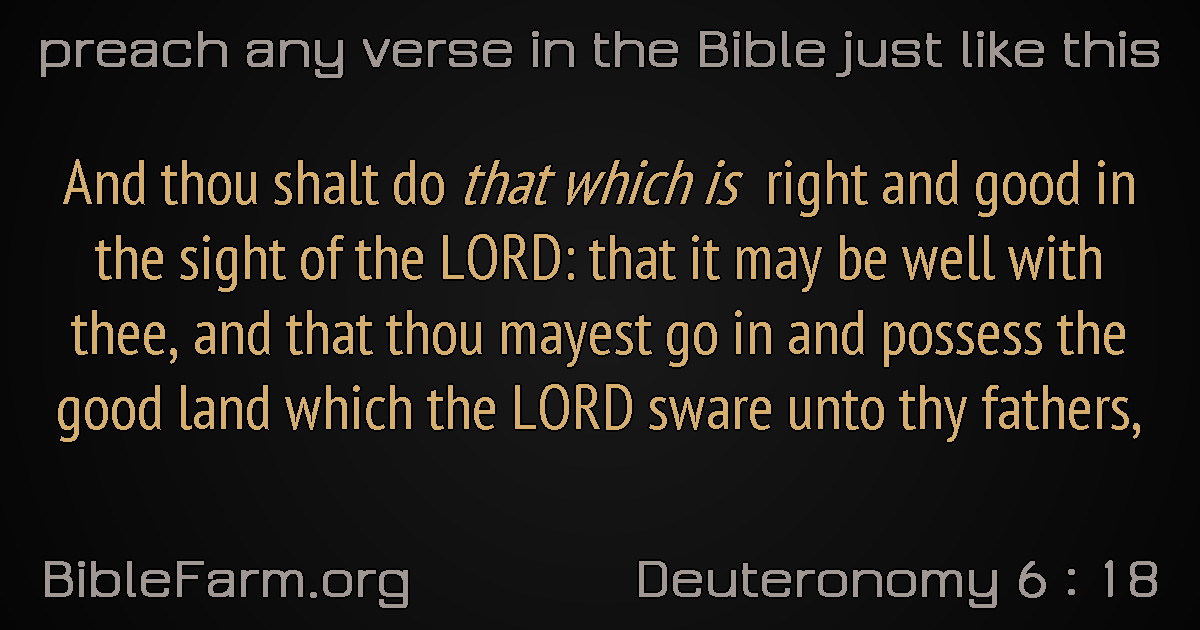 preach any verse in the Bible just like this
And thou shalt do that which is right and good in
the sight of the LORD: that it may be well with
thee, and that thou mayest go in and possess the
good land which the LORD sware unto thy fathers,
BibleFarm.org
Deuteronomy 6 : 18